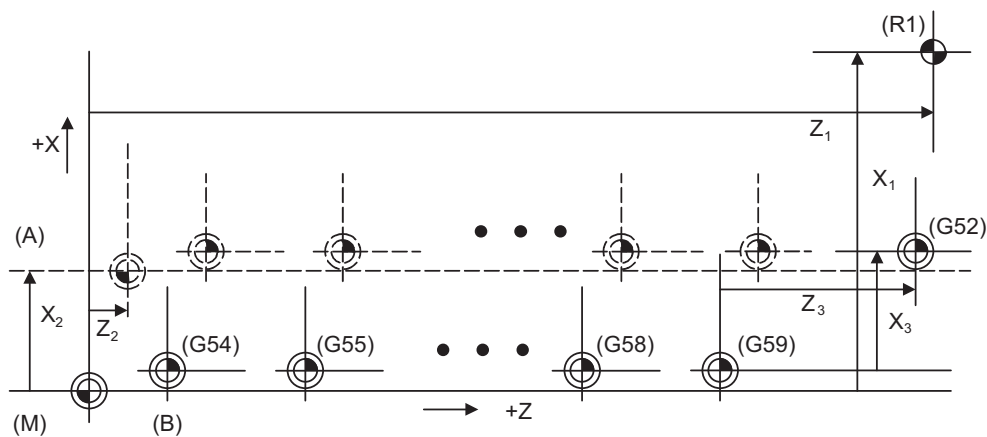 (R1)
Z1
+X
X1
(A)
(G52)
X2
Z2
Z3
X3
(G54)
(G55)
(G58)
(G59)
(M)
(B)
+Z